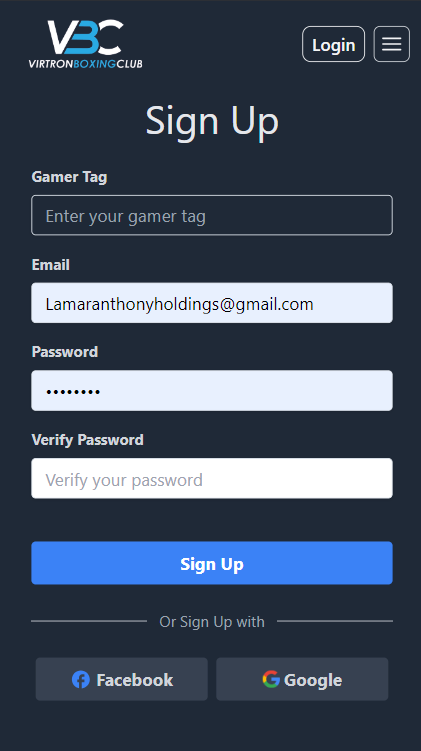 VBC
VIRTRONBOXINGCLUB
Login
Sign Up
Gamer Tag
Enter your gamer tag
Email
Lamaranthonyholdings@gmail.com
Password
••••••••
Verify Password
Verify your password
Sign Up
Or Sign Up with
Facebook
Google